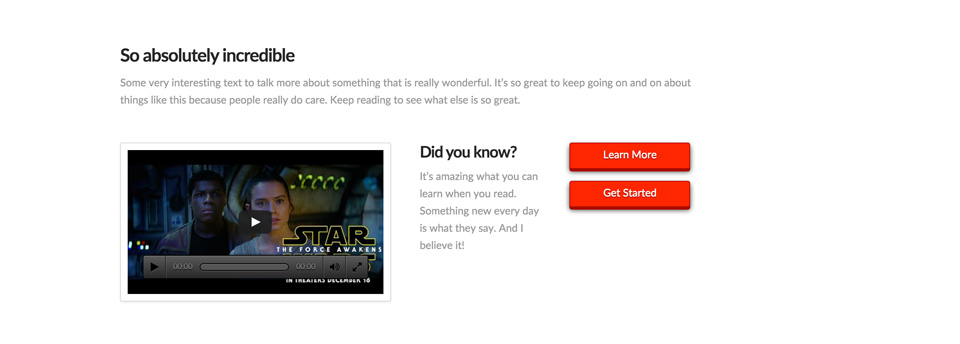 So absolutely incredible
Some very interesting text to talk more about something that is really wonderful. It's so great to keep going on and on about
things like this because people really do care. Keep reading to see what else is so great.
Did you know?
It's amazing what you can
learn when you read.
Something new every day
is what they say. And I
believe it!
Learn More
Get Started
STAR
THE FORCE AWAKENS
00:00
00:00
IN THEATERS DECEMBER 18